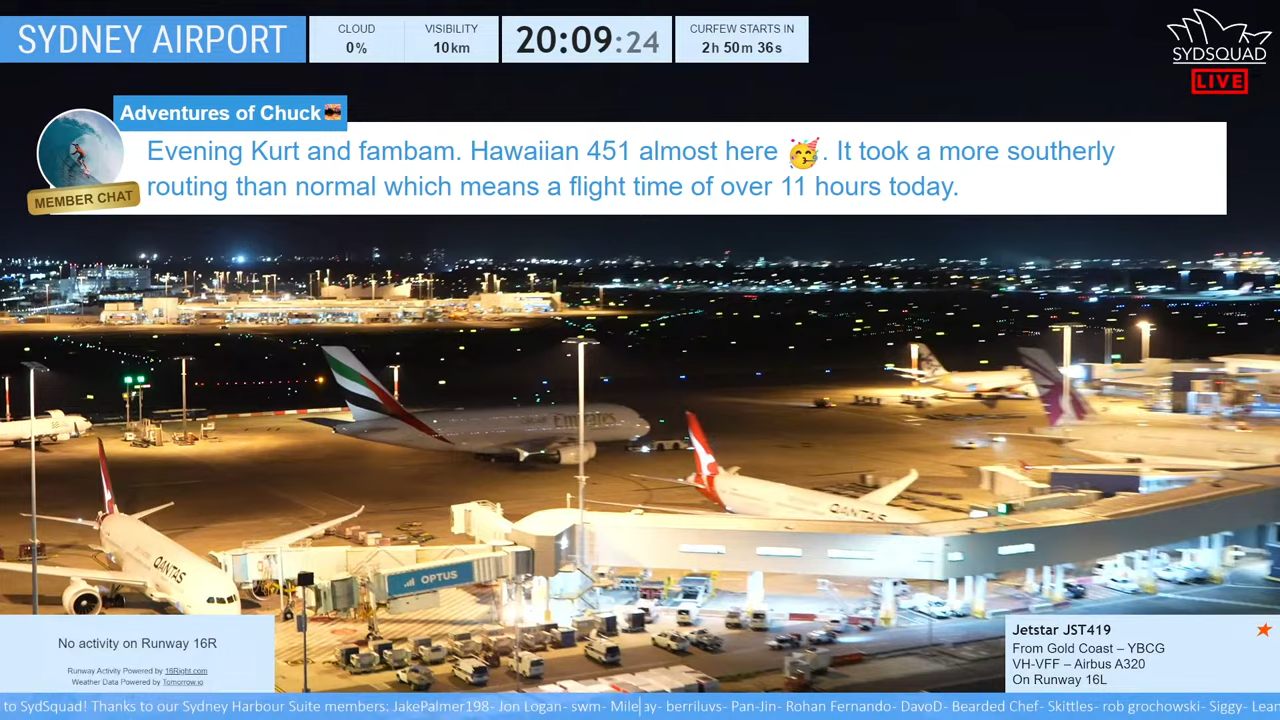 SYDNEY AIRPORT
CLOUD
0%
VISIBILITY
10km
20:09:24
CURFEW STARTS IN
2h 50m 36s
SYDSQUAD
LIVE
Adventures of Chuck
Evening Kurt and fambam. Hawaiian 451 almost here 🥳. It took a more southerly
routing than normal which means a flight time of over 11 hours today.
MEMBER CHAT
Emirates
QANTAS
QANTAS
OPTUS
No activity on Runway 16R
Runway Activity Powered by 16Right.com
Weather Data Powered by Tomorrow.io
Jetstar JST419
From Gold Coast – YBCG
VH-VFF – Airbus A320
On Runway 16L
to SydSquad! Thanks to our Sydney Harbour Suite members: JakePalmer198- Jon Logan- swm- Mile ay- berriluvs- Pan-Jin- Rohan Fernando- DavoD- Bearded Chef- Skittles- rob grochowski- Siggy- Lean